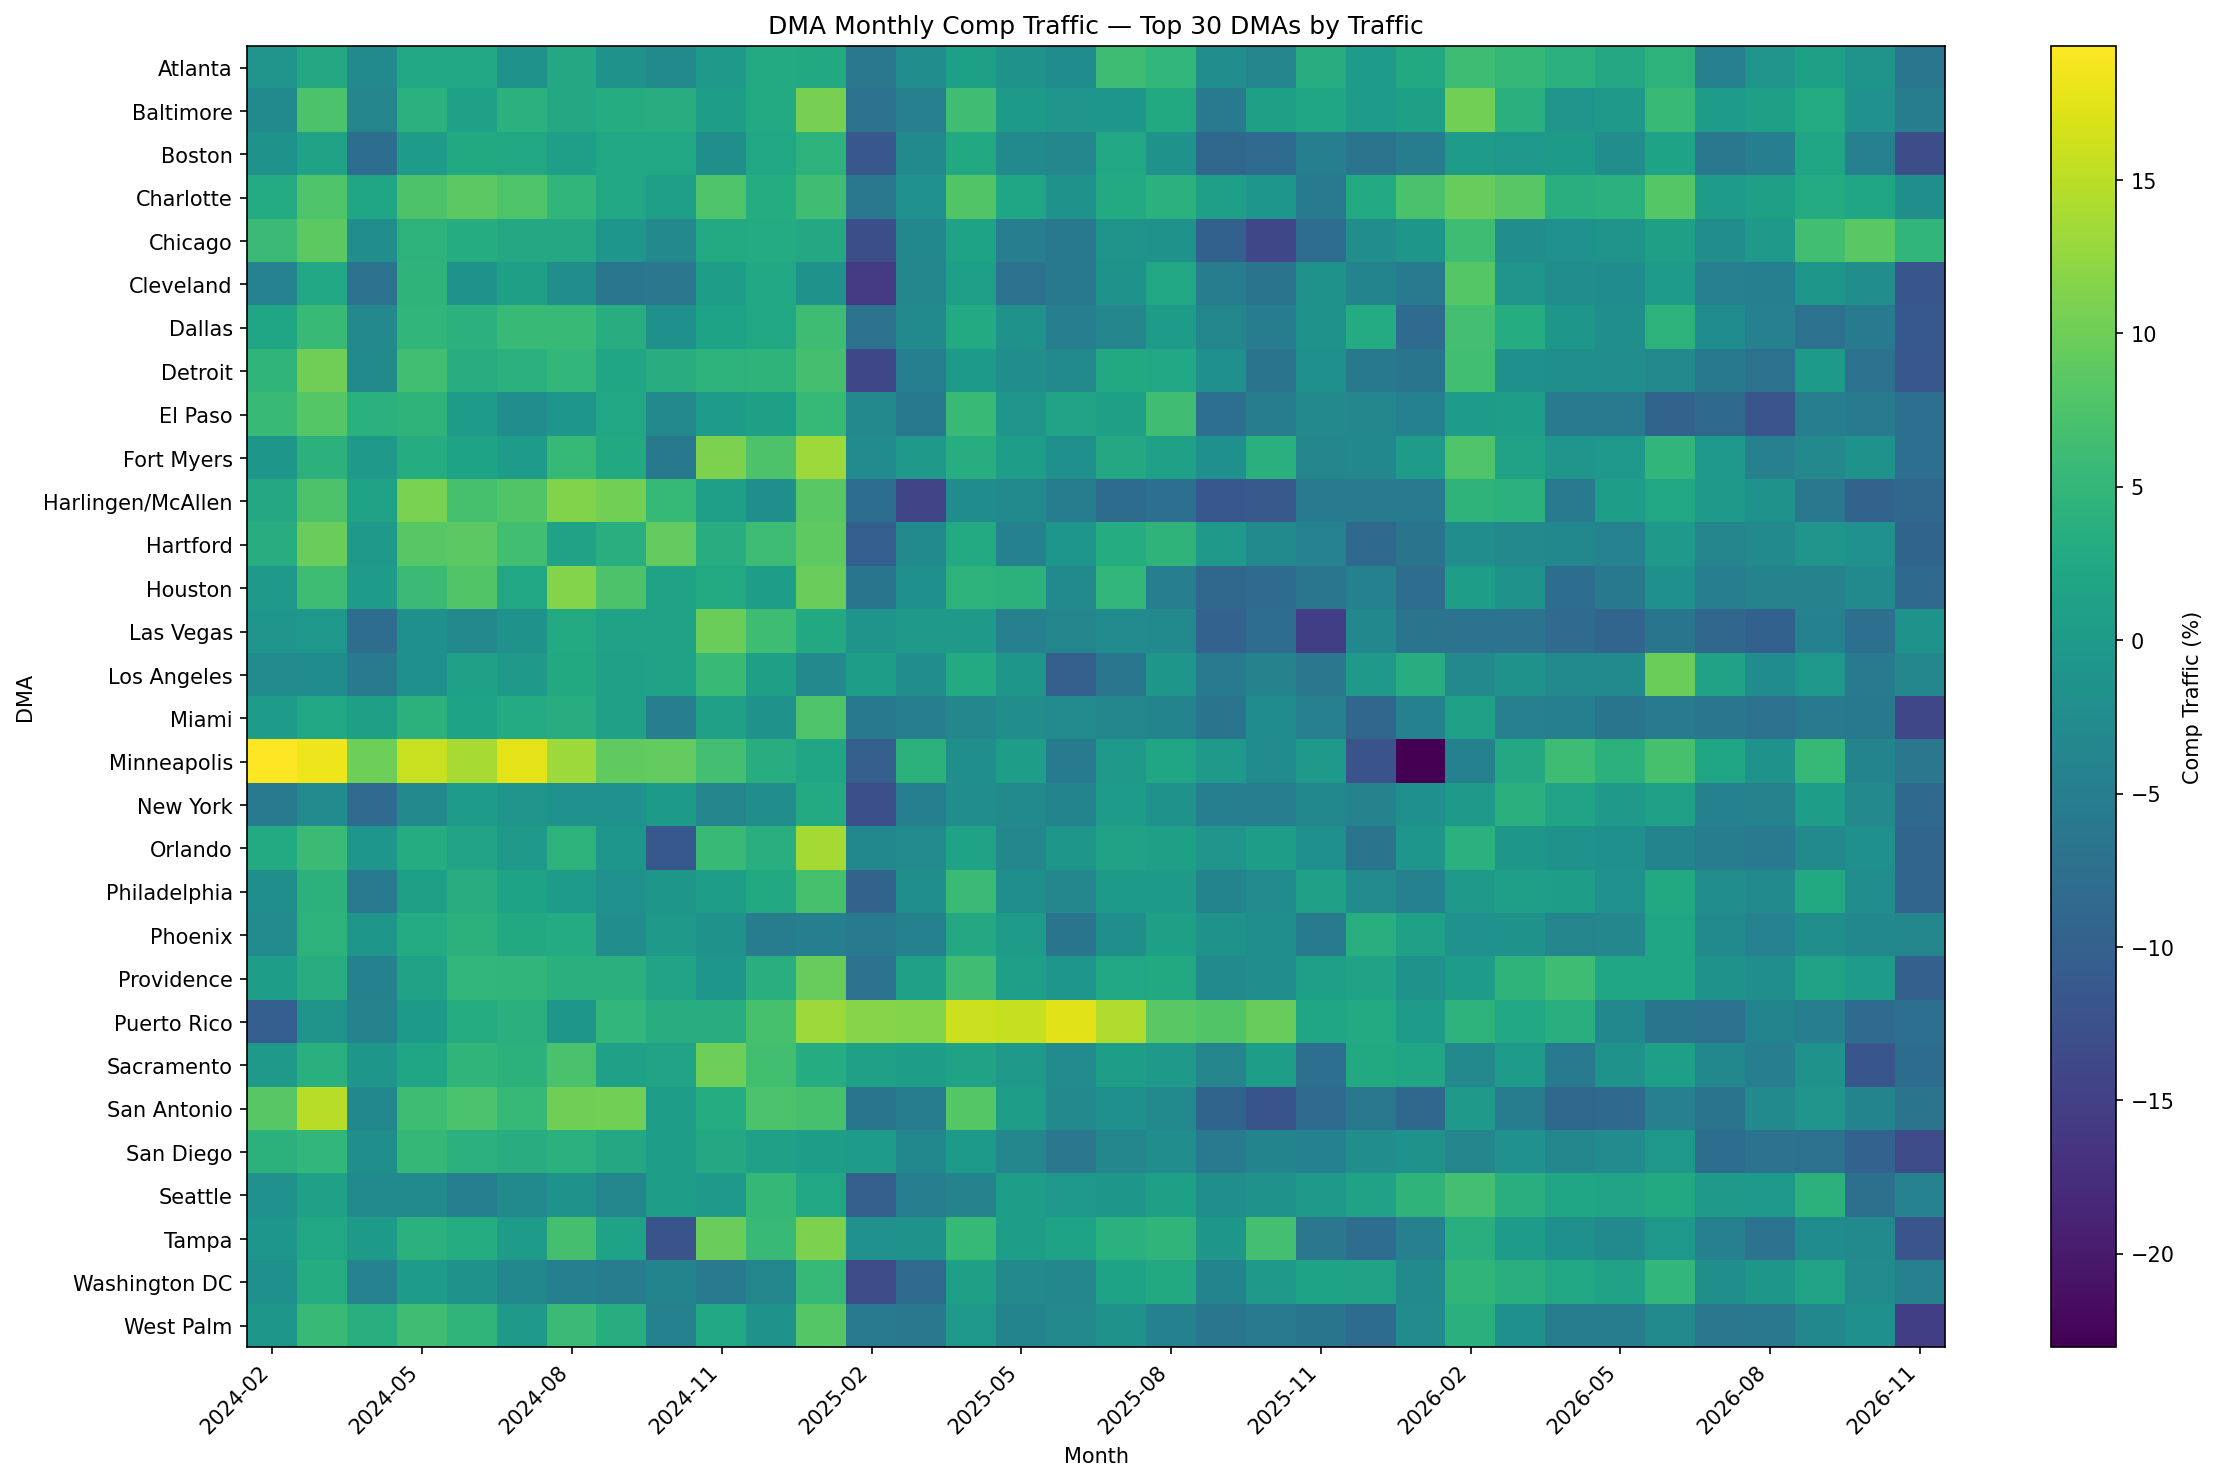 DMA Monthly Comp Traffic — Top 30 DMAs by Traffic
Atlanta
Baltimore
Boston
Charlotte
Chicago
Cleveland
Dallas
Detroit
El Paso
Fort Myers
Harlingen/McAllen
Hartford
Houston
Las Vegas
Los Angeles
Miami
Minneapolis
New York
Orlando
Philadelphia
Phoenix
Providence
Puerto Rico
Sacramento
San Antonio
San Diego
Seattle
Tampa
Washington DC
West Palm
DMA
2024-02
2024-05
2024-08
2024-11
2025-02
2025-05
2025-08
2025-11
2026-02
2026-05
2026-08
2026-11
Month
15
10
5
0
−5
−10
−15
−20
Comp Traffic (%)